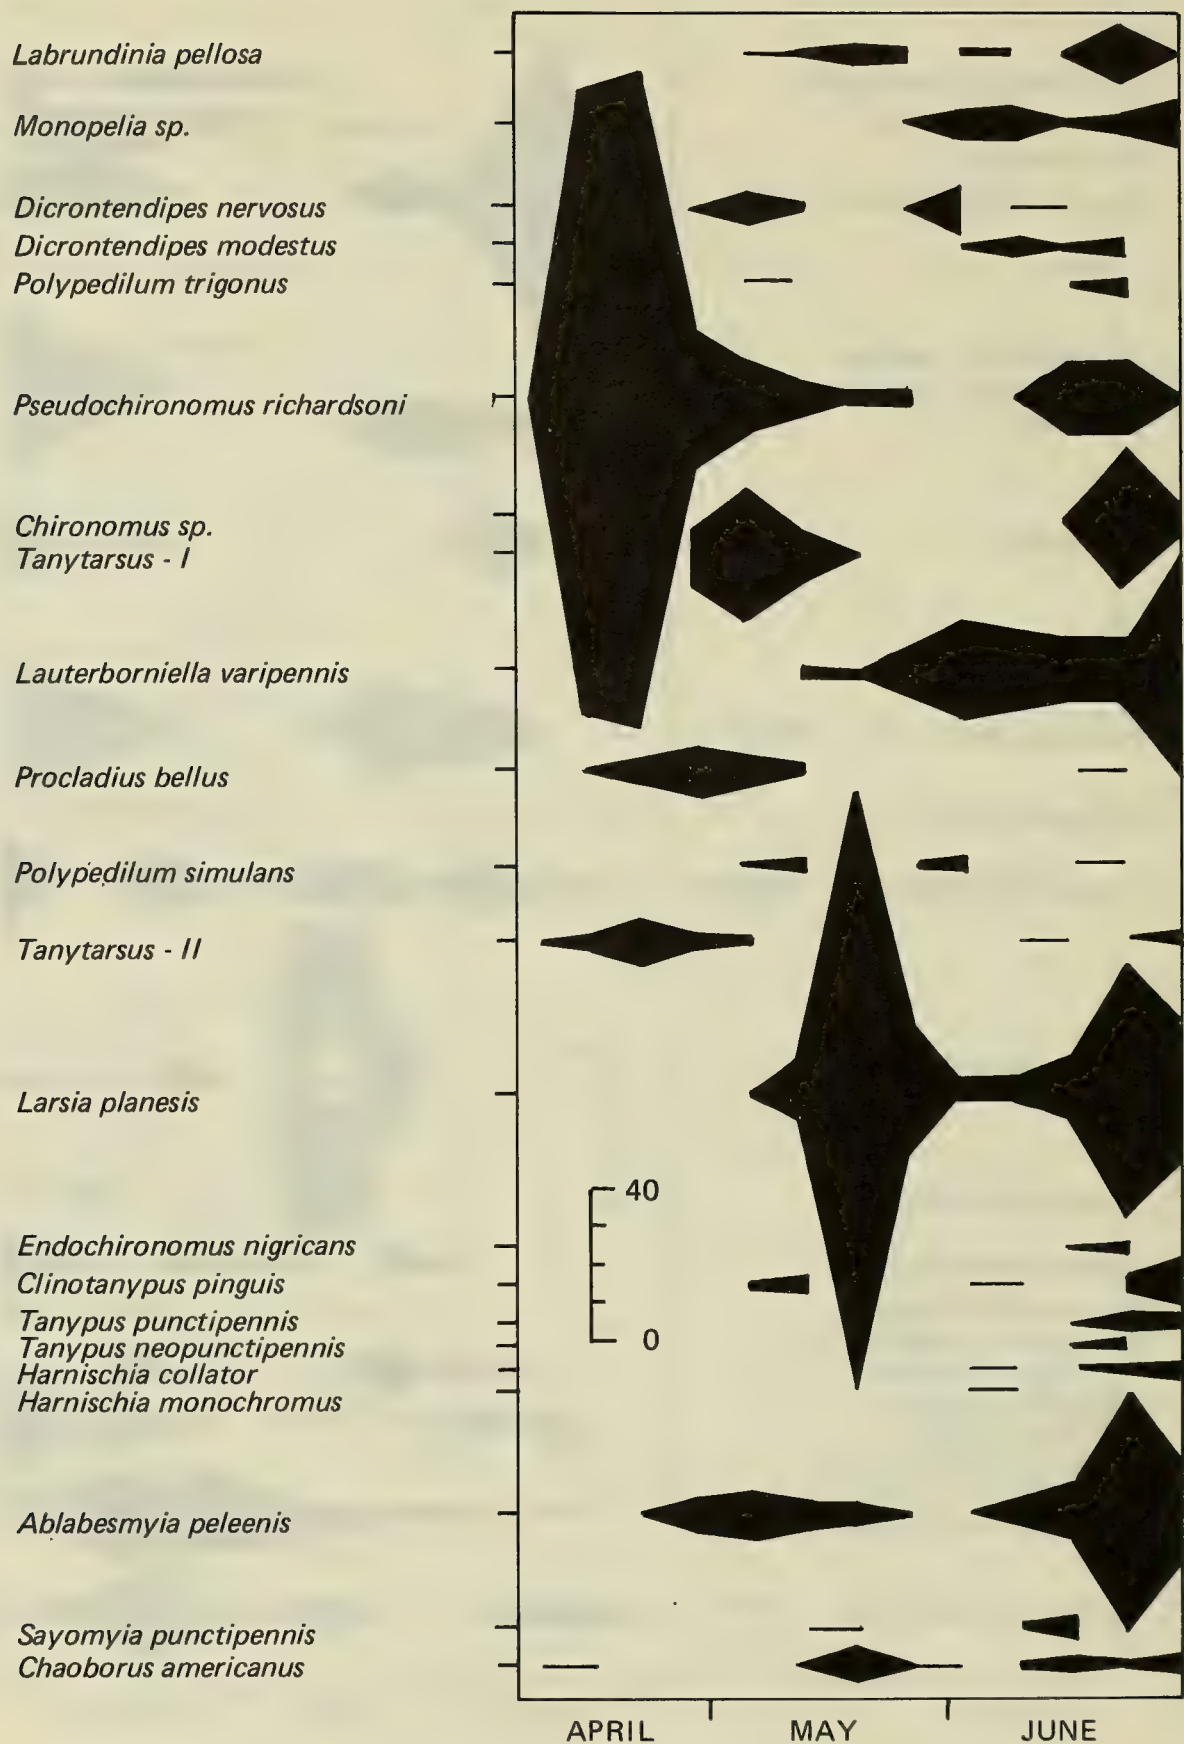 Labrundinia pellosa
Monopelia sp.
Dicrontendipes nervosus
Dicrontendipes modestus
Polypedilum trigonus
Pseudochironomus richardsoni
Chironomus sp.
Tanytarsus - I
Lauterborniella varipennis
Procladius bellus
Polypedilum simulans
Tanytarsus - II
Larsia planesis
40
Endochironomus nigricans
Clinotanypus pinguis
Tanypus punctipennis
0
Tanypus neopunctipennis
Harnischia collator
Harnischia monochromus
Ablabesmyia peleenis
Sayomyia punctipennis
Chaoborus americanus
APRIL MAY JUNE